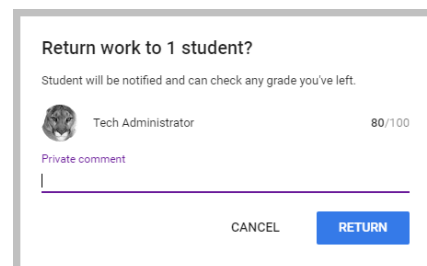 Return work to 1 student?
Student will be notified and can check any grade you've left.
Tech Administrator 80/100
Private comment
CANCEL RETURN